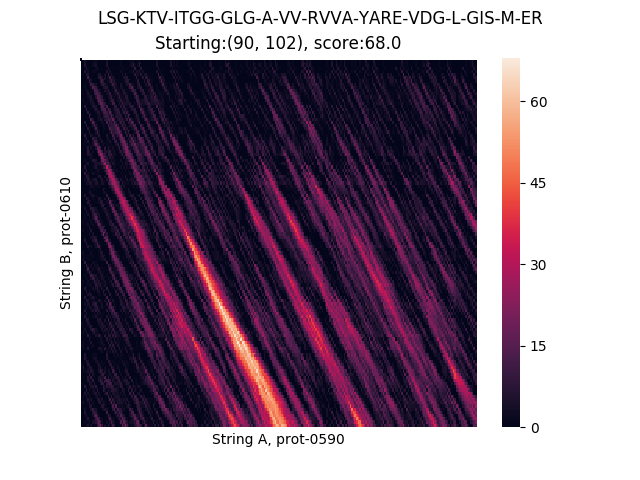 LSG-KTV-ITGG-GLG-A-VV-RVVA-YARE-VDG-L-GIS-M-ER
Starting:(90, 102), score:68.0
60
45
30
15
0
String B, prot-0610
String A, prot-0590